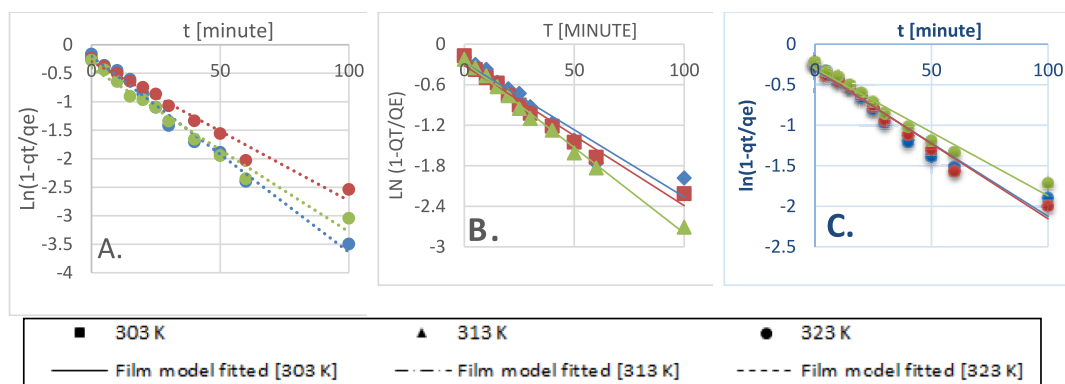 t [minute]
0
0 50 100
-0.5
-1
-1.5
-2
-2.5
-3
-3.5
-4
Ln(1-qt/qe)
A.
T [MINUTE]
0
0 50 100
-0.6
-1.2
-1.8
-2.4
-3
LN (1-QT/QE)
B.
t [minute]
0
0 50 100
-0.5
-1
-1.5
-2
-2.5
ln(1-qt/qe)
C.
303 K 313 K 323 K
Film model fitted [303 K] Film model fitted [313 K] Film model fitted [323 K]